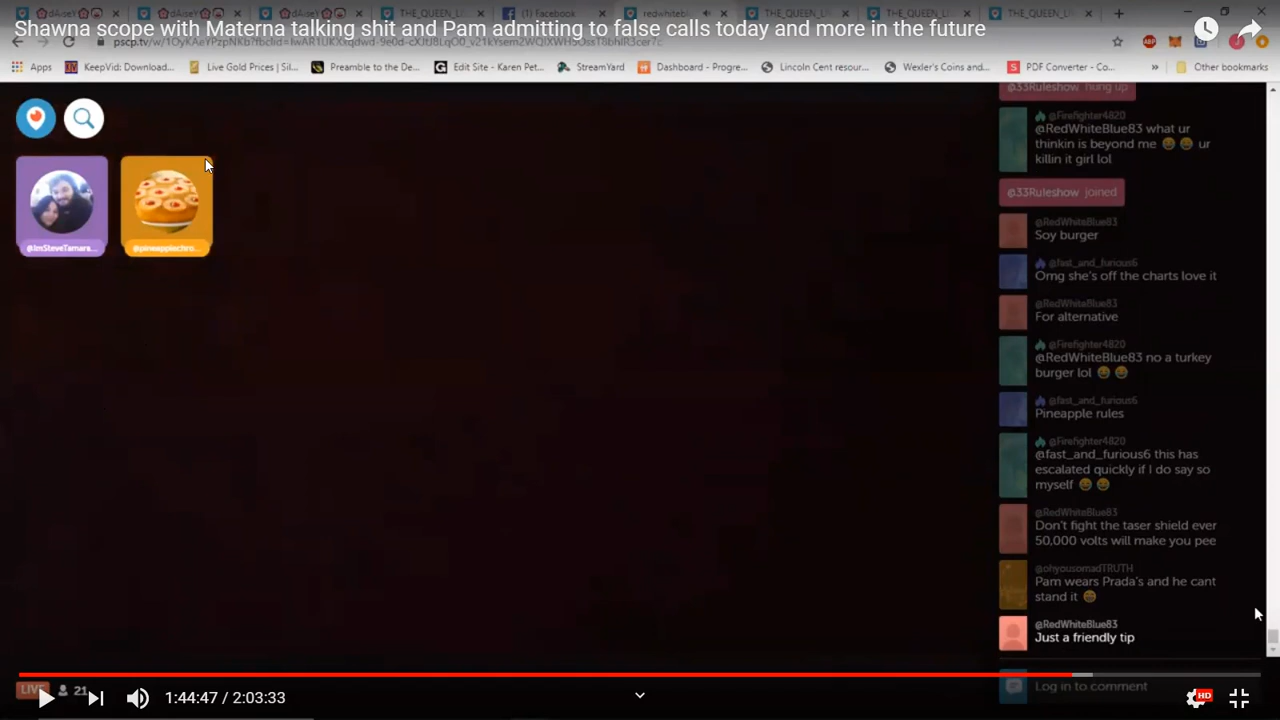 Shawna scope with Materna talking shit and Pam admitting to false calls today and more in the future
Apps KeepVid: Download... Live Gold Prices | Sil... Preamble to the De... Edit Site - Karen Pet... StreamYard Dashboard - Progre... Lincoln Cent resour... Wexler's Coins and... PDF Converter - Co... » Other bookmarks
@33Ruleshow hung up
@Firefighter4820
@RedWhiteBlue83 what ur
thinkin is beyond me 😄 😄 ur
killin it girl lol
@33Ruleshow joined
@RedWhiteBlue83
Soy burger
@fast_and_furious6
Omg she's off the charts love it
@RedWhiteBlue83
For alternative
@Firefighter4820
@RedWhiteBlue83 no a turkey
burger lol 😄 😄
@fast_and_furious6
Pineapple rules
@Firefighter4820
@fast_and_furious6 this has
escalated quickly if I do say so
myself 😄 😄
@RedWhiteBlue83
Don't fight the taser shield ever
50,000 volts will make you pee
@ohyousomadTRUTH
Pam wears Prada's and he cant
stand it 😄
@RedWhiteBlue83
Just a friendly tip
@ImSteveTamara... @pineapplechro...
LIVE 21
1:44:47 / 2:03:33
HD
Log in to comment